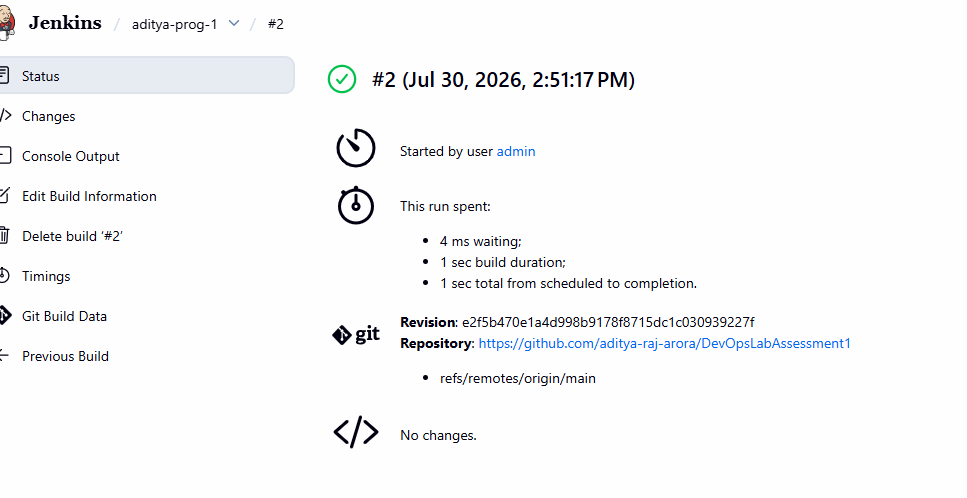 Jenkins / aditya-prog-1 / #2
Status
Changes
Console Output
Edit Build Information
Delete build ‘#2’
Timings
Git Build Data
Previous Build
#2 (Jul 30, 2026, 2:51:17 PM)
Started by user admin
This run spent:
4 ms waiting;
1 sec build duration;
1 sec total from scheduled to completion.
git
Revision: e2f5b470e1a4d998b9178f8715dc1c030939227f
Repository: https://github.com/aditya-raj-arora/DevOpsLabAssessment1
refs/remotes/origin/main
No changes.